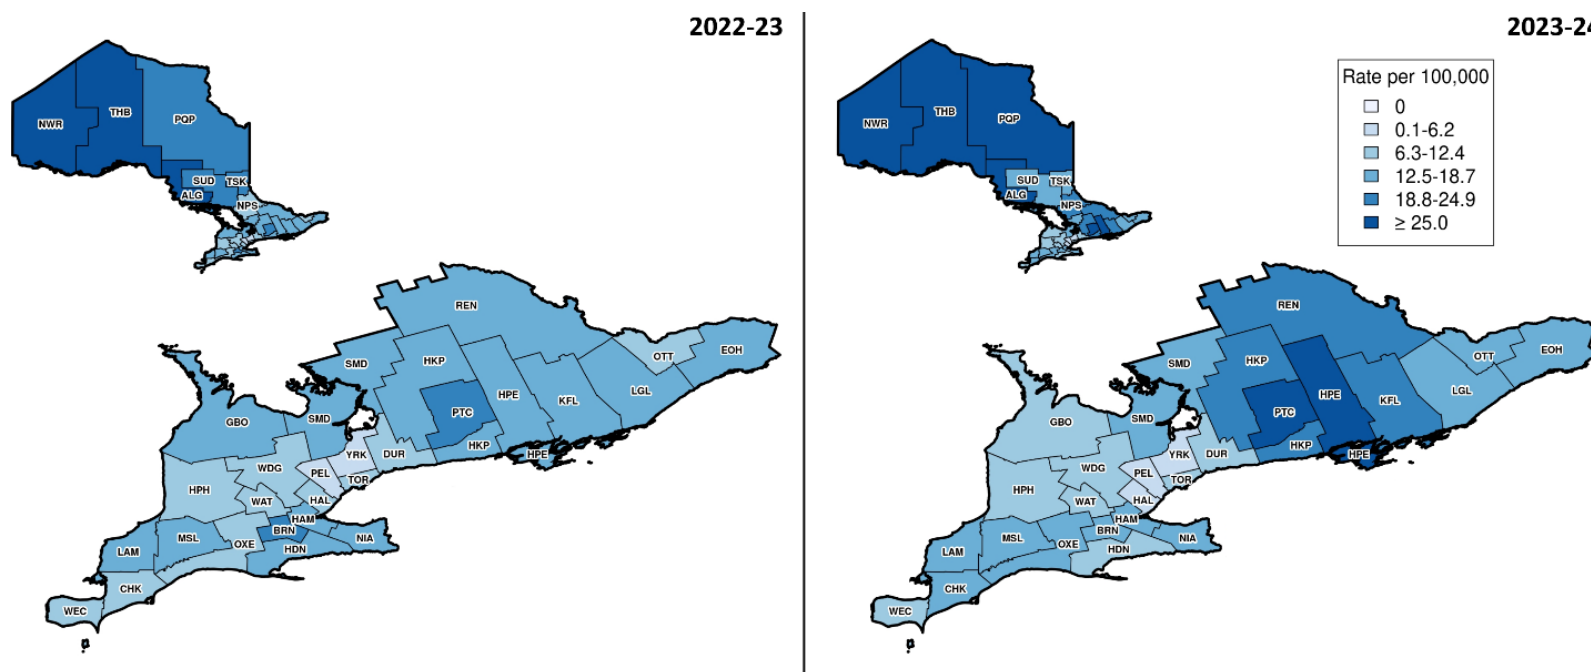 2022-23
NWR
THB
PQP
SUD
TSK
ALG
NPS
REN
SMD
HKP
OTT
EOH
HPE
KFL
LGL
PTC
GBO
SMD
HKP
YRK
DUR
HPE
WDG
PEL
TOR
HPH
WAT
HAL
HAM
BRN
MSL
OXE
HDN
NIA
LAM
CHK
WEC
2023-24
Rate per 100,000
0
0.1-6.2
6.3-12.4
12.5-18.7
18.8-24.9
≥ 25.0
NWR
THB
PQP
SUD
TSK
ALG
NPS
REN
SMD
HKP
OTT
EOH
HPE
KFL
LGL
PTC
GBO
SMD
HKP
YRK
DUR
HPE
WDG
PEL
TOR
HPH
WAT
HAL
HAM
BRN
MSL
OXE
HDN
NIA
LAM
CHK
WEC